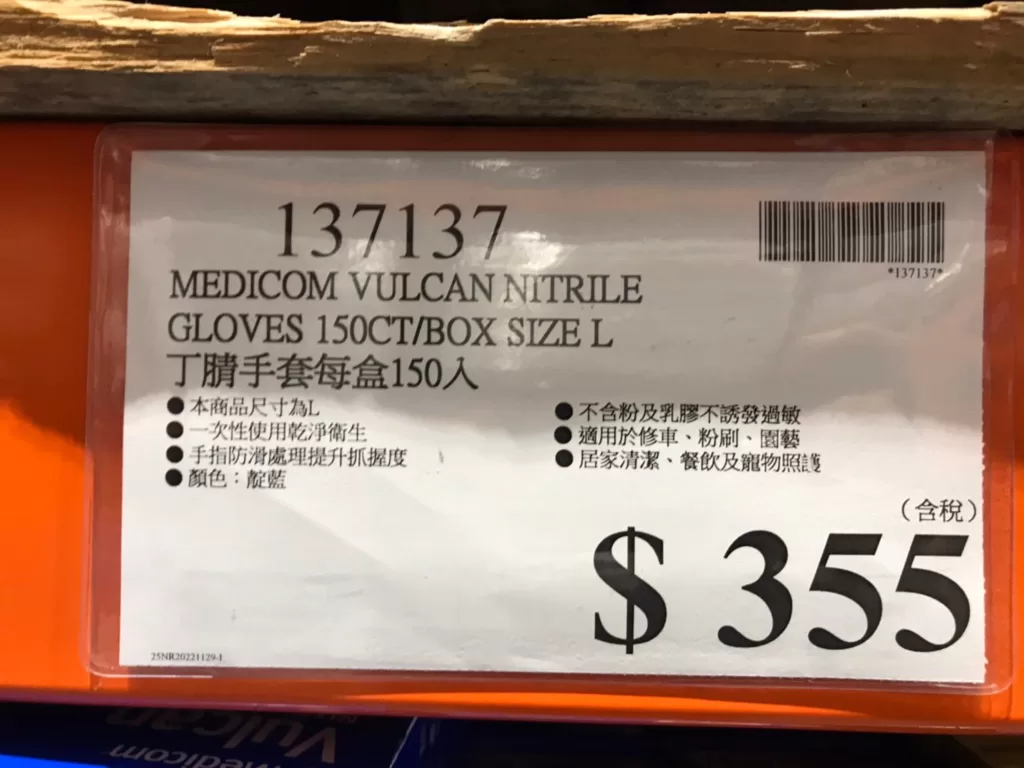 137137
*137137*
MEDICOM VULCAN NITRILE
GLOVES 150CT/BOX SIZE L
丁腈手套每盒150入
●本商品尺寸為L
●一次性使用乾淨衛生
●手指防滑處理提升抓握度
●顏色：靛藍
●不含粉及乳膠不誘發過敏
●適用於修車、粉刷、園藝
●居家清潔、餐飲及寵物照護
（含稅）
$ 355
25NR20221129-1
Vulcan
Medicom